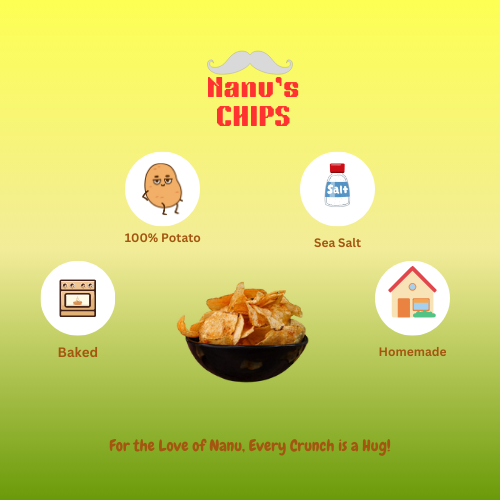 Nanu's
CHIPS
100% Potato
Salt
Sea Salt
Baked
Homemade
For the Love of Nanu. Every Crunch is a Hug!